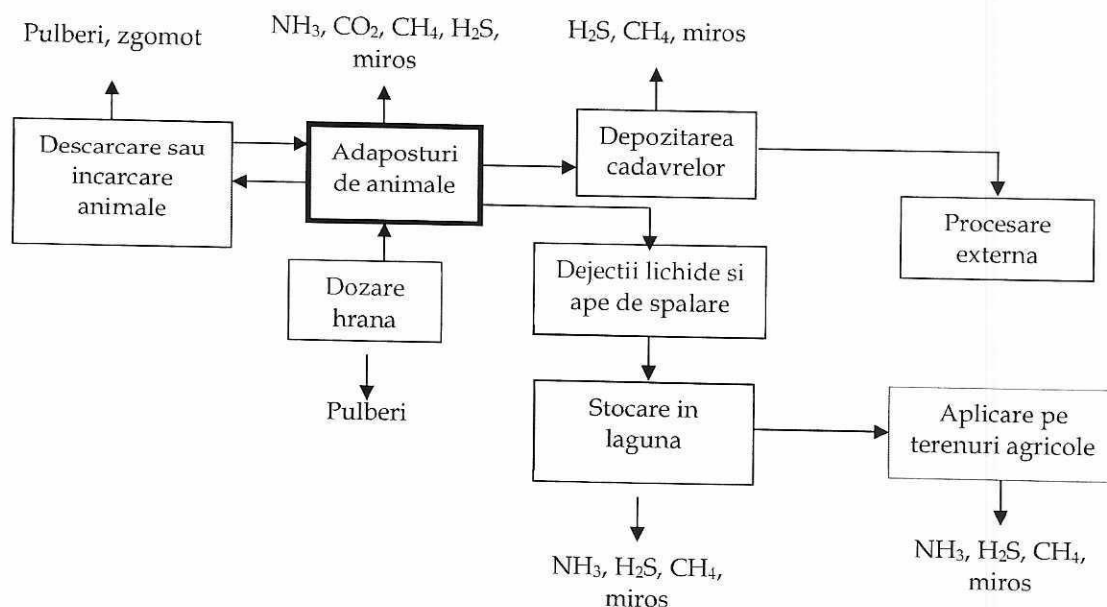 Pulberi, zgomot
NH₃, CO₂, CH₄, H₂S,
miros
H₂S, CH₄, miros
Descarcare sau
incarcare
animale
Adaposturi
de animale
Depozitarea
cadavrelor
Procesare
externa
Dozare
hrana
Dejectii lichide si
ape de spalare
Pulberi
Stocare in
laguna
Aplicare pe
terenuri agricole
NH₃, H₂S, CH₄,
miros
NH₃, H₂S, CH₄,
miros